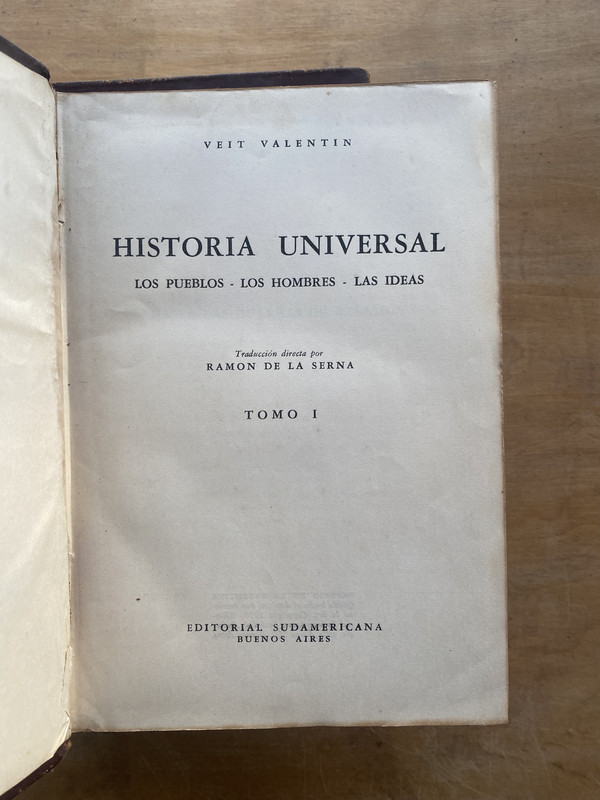 VEIT VALENTIN
HISTORIA UNIVERSAL
LOS PUEBLOS - LOS HOMBRES - LAS IDEAS
Traducción directa por
RAMON DE LA SERNA
TOMO I
EDITORIAL SUDAMERICANA
BUENOS AIRES